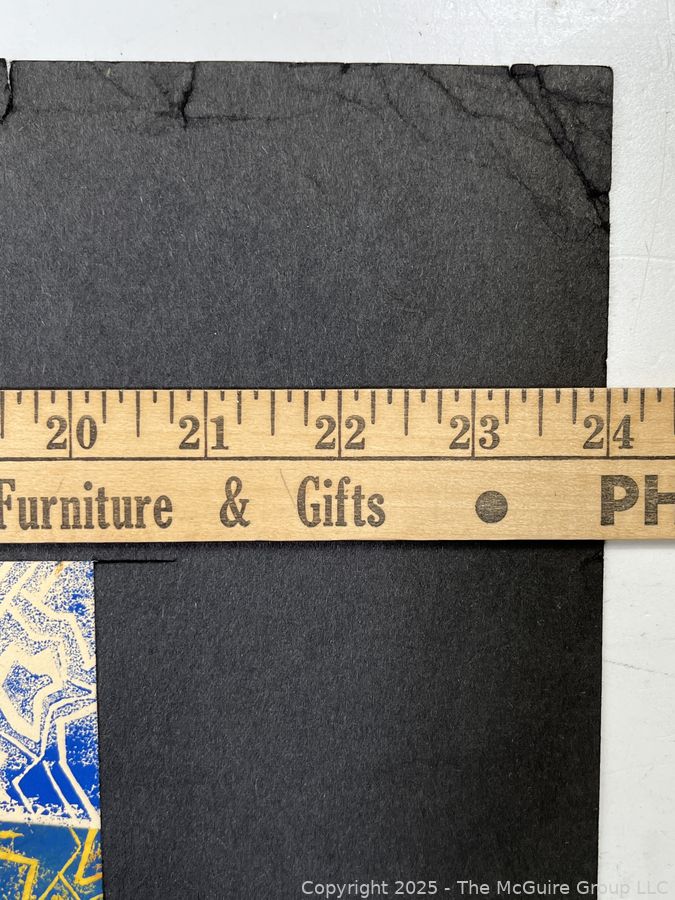 20 21 22 23 24
Furniture & Gifts ● PH
Copyright 2025 - The McGuire Group LLC